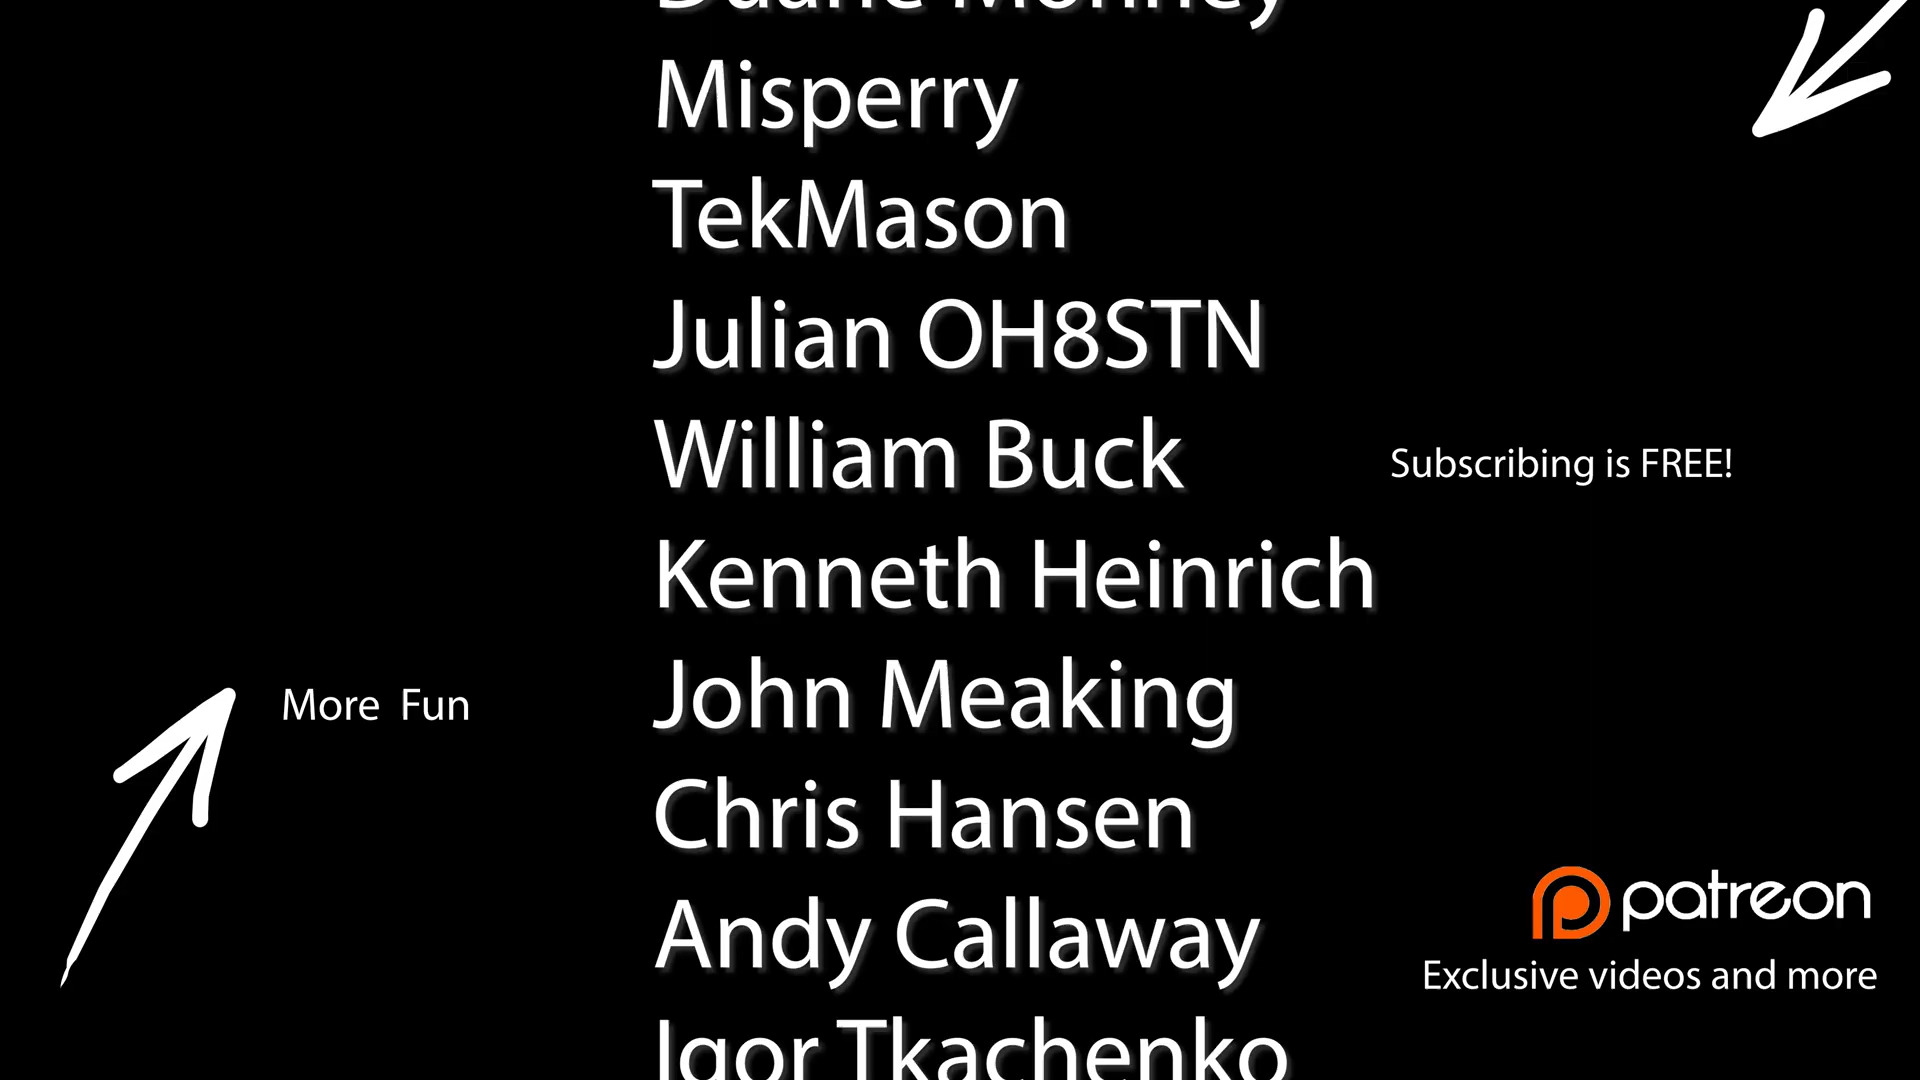 Misperry
TekMason
Julian OH8STN
William Buck
Subscribing is FREE!
Kenneth Heinrich
John Meaking
More Fun
Chris Hansen
Andy Callaway
patreon
Exclusive videos and more
Igor Tkachenko